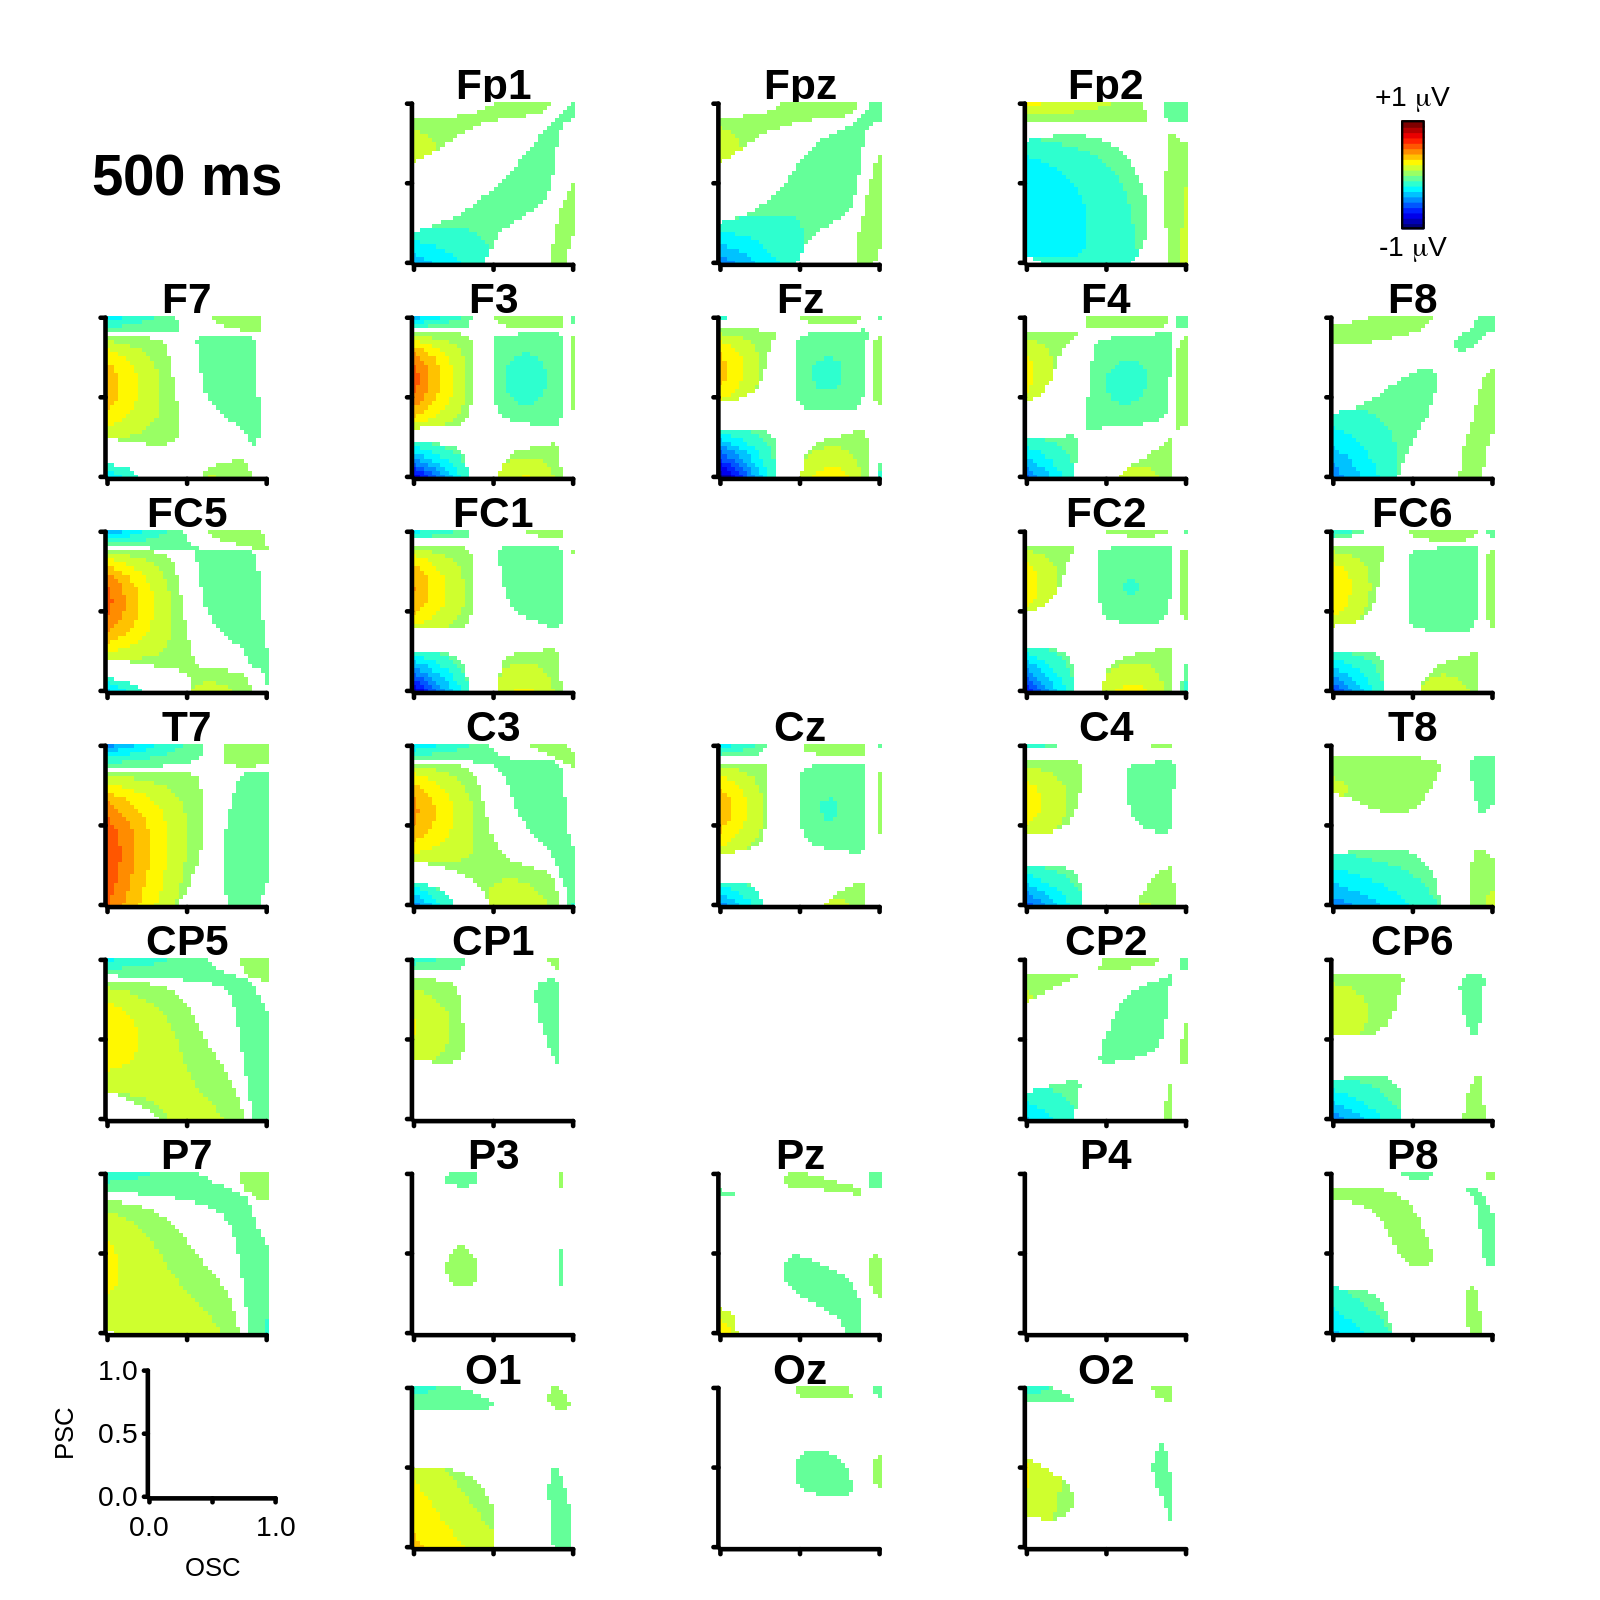 Fp1 Fpz Fp2
+1 μV
500 ms
-1 μV
F7 F3 Fz F4 F8
FC5 FC1 FC2 FC6
T7 C3 Cz C4 T8
CP5 CP1 CP2 CP6
P7 P3 Pz P4 P8
O1 Oz O2
1.0
PSC
0.5
0.0
0.0 1.0
OSC